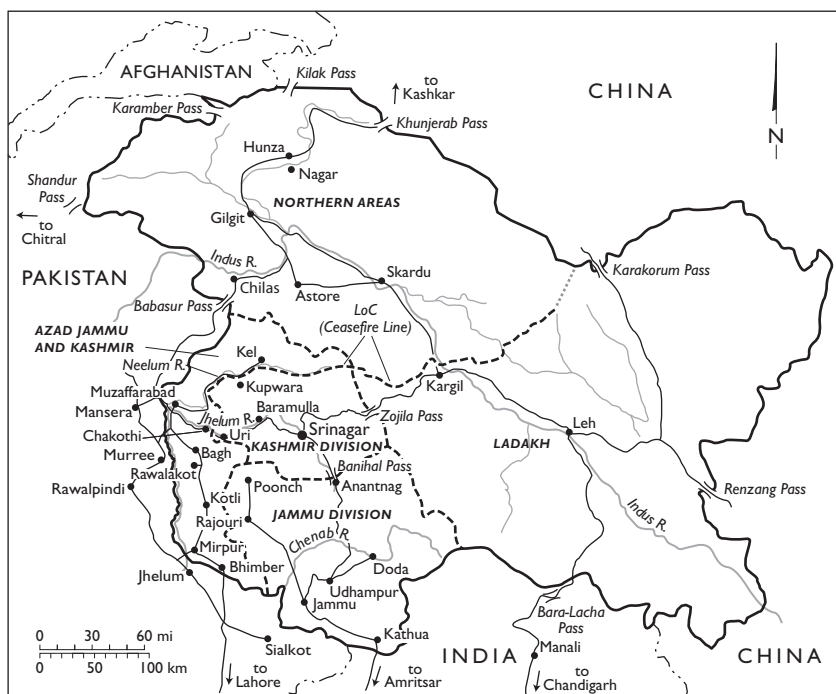 AFGHANISTAN
Kilak Pass
to
Kashkar
CHINA
Karamber Pass
Khunjerab Pass
N
Hunza
Nagar
Shandur
Pass
NORTHERN AREAS
to
Chitral
Gilgit
Indus R.
PAKISTAN
Chilas
Skardu
Karakorum Pass
Astore
Babasur Pass
LoC
(Ceasefire Line)
AZAD JAMMU
AND KASHMIR
Kel
Neelum R.
Kupwara
Kargil
Muzaffarabad
Mansera
Baramulla
Zojila Pass
Jhelum R.
Leh
Chakothi
Uri
Srinagar
KASHMIR DIVISION
LADAKH
Murree
Bagh
Banihal Pass
Rawalakot
Poonch
Anantnag
Rawalpindi
Renzang Pass
Kotli
Indus R.
Rajouri
JAMMU DIVISION
Chenab R.
Mirpur
Doda
Jhelum
Bhimber
Udhampur
Jammu
Bara-Lacha
Pass
0 30 60 mi
0 50 100 km
Sialkot
Kathua
INDIA
Manali
CHINA
to
Lahore
to
Amritsar
to
Chandigarh